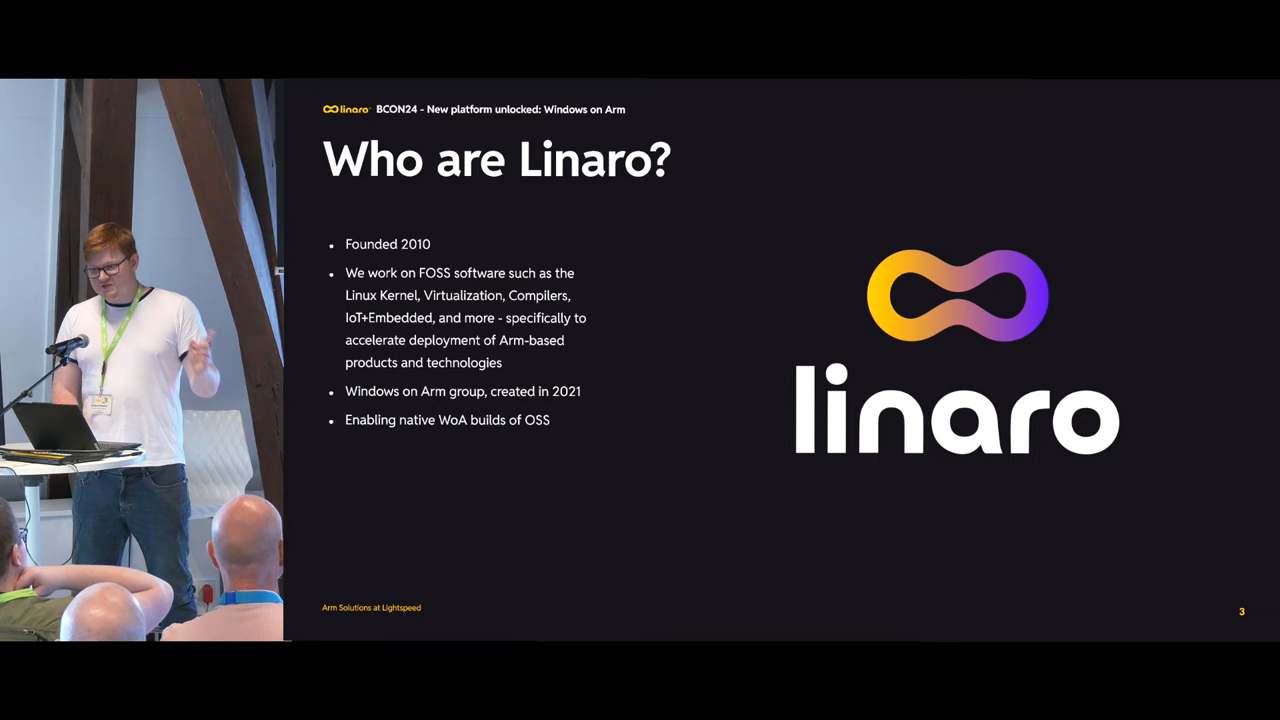 linaro BCON24 - New platform unlocked: Windows on Arm
Who are Linaro?
• Founded 2010
• We work on FOSS software such as the
Linux Kernel, Virtualization, Compilers,
IoT+Embedded, and more - specifically to
accelerate deployment of Arm-based
products and technologies
• Windows on Arm group, created in 2021
• Enabling native WoA builds of OSS
linaro
Arm Solutions at Lightspeed
3